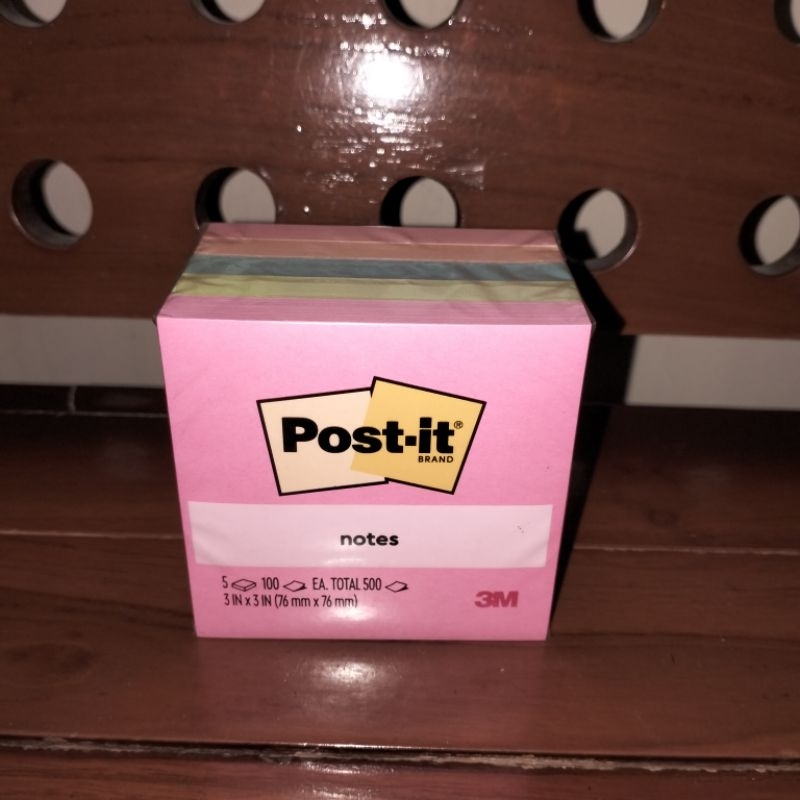 Post-it®
BRAND
notes
5 100 EA. TOTAL 500
3 IN x 3 IN (76 mm x 76 mm)
3M